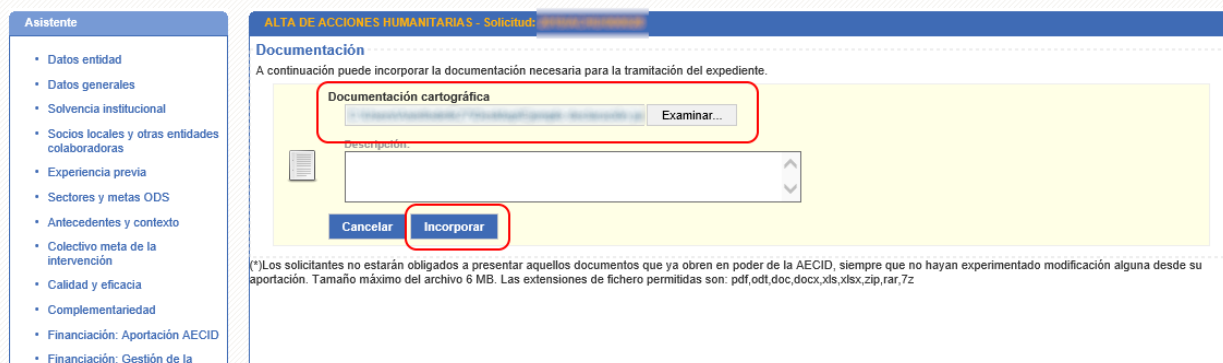 Asistente
Datos entidad
Datos generales
Solvencia institucional
Socios locales y otras entidades
colaboradoras
Experiencia previa
Sectores y metas ODS
Antecedentes y contexto
Colectivo meta de la
intervención
Calidad y eficacia
Complementariedad
Financiación: Aportación AECID
Financiación: Gestión de la
ALTA DE ACCIONES HUMANITARIAS - Solicitud:
Documentación
A continuación puede incorporar la documentación necesaria para la tramitación del expediente.
Documentación cartográfica
Examinar...
Descripción:
Cancelar Incorporar
(*)Los solicitantes no estarán obligados a presentar aquellos documentos que ya obren en poder de la AECID, siempre que no hayan experimentado modificación alguna desde su
aportación. Tamaño máximo del archivo 6 MB. Las extensiones de fichero permitidas son: pdf,odt,doc,docx,xls,xlsx,zip,rar,7z